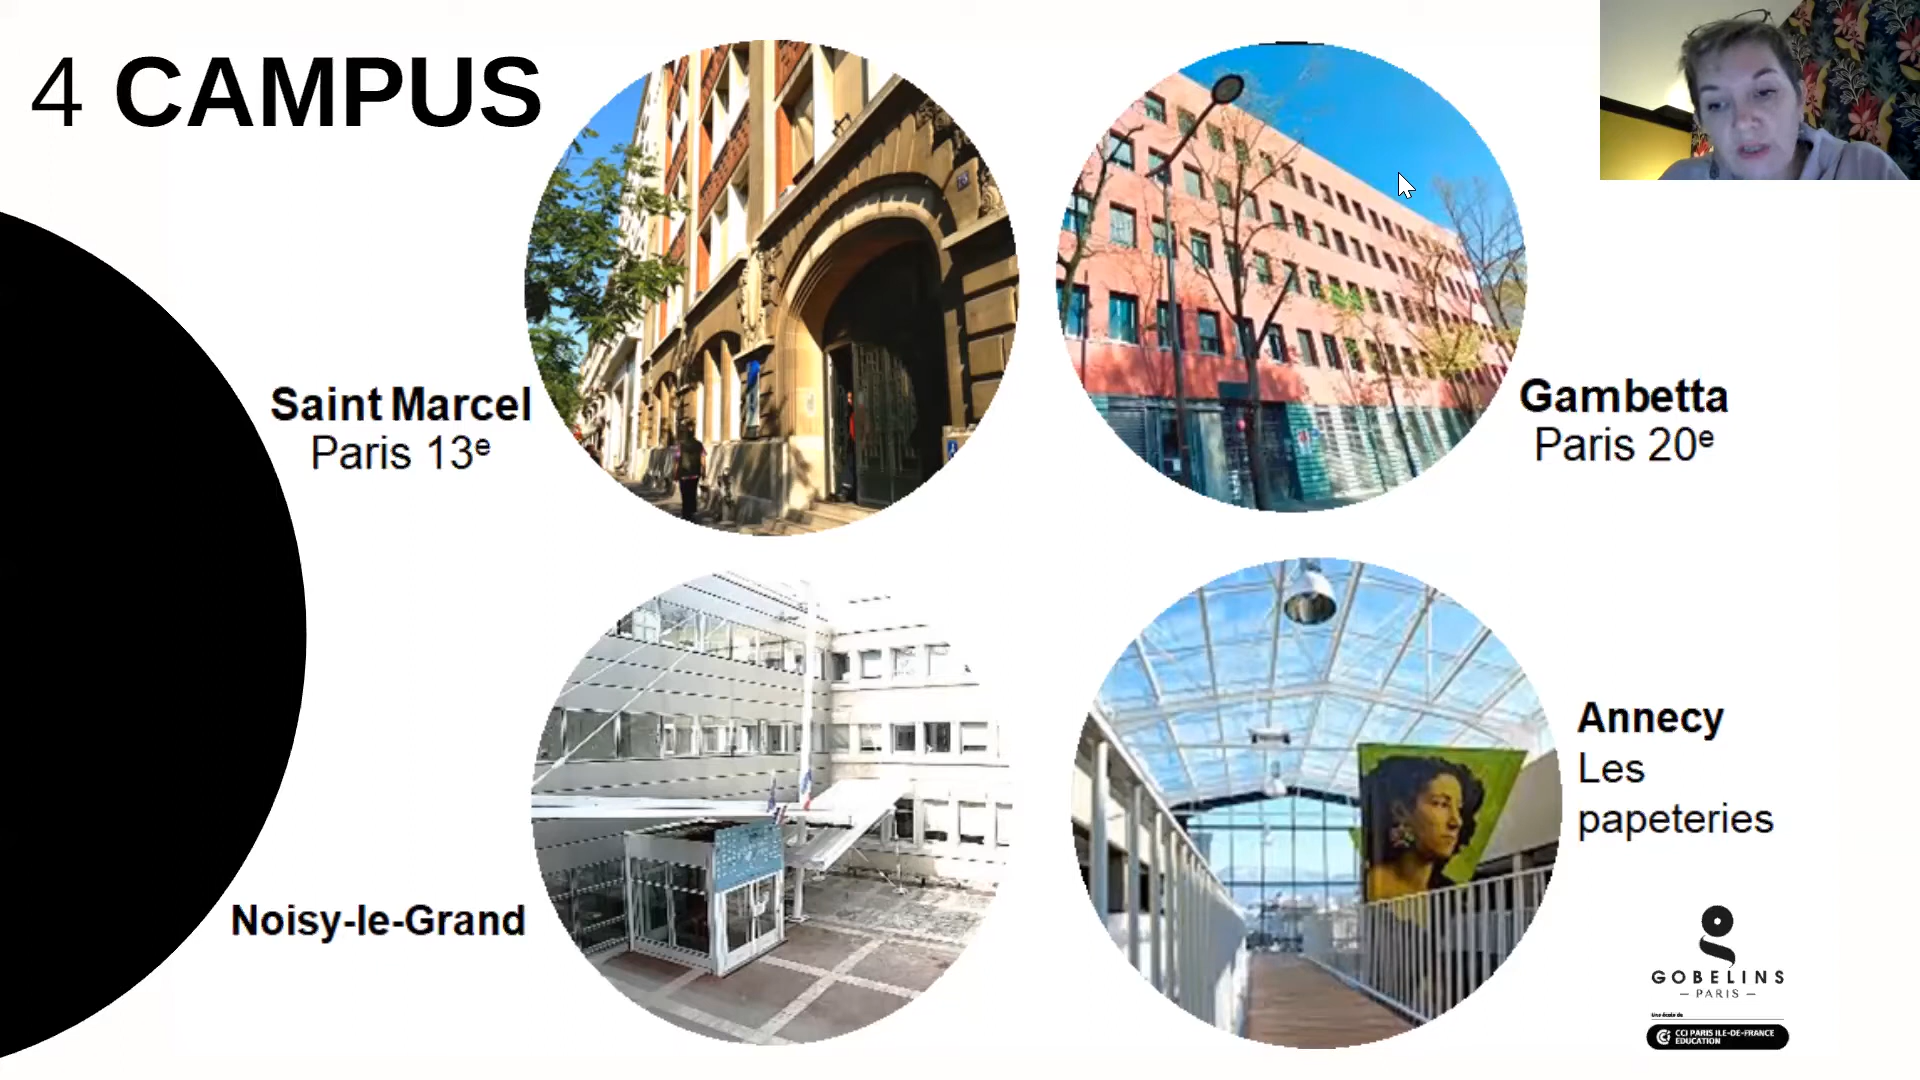 4 CAMPUS
Saint Marcel
Paris 13e
Gambetta
Paris 20e
Noisy-le-Grand
Annecy
Les
papeteries
GOBELINS
— PARIS —
Une école de
CCI PARIS ILE-DE-FRANCE
EDUCATION